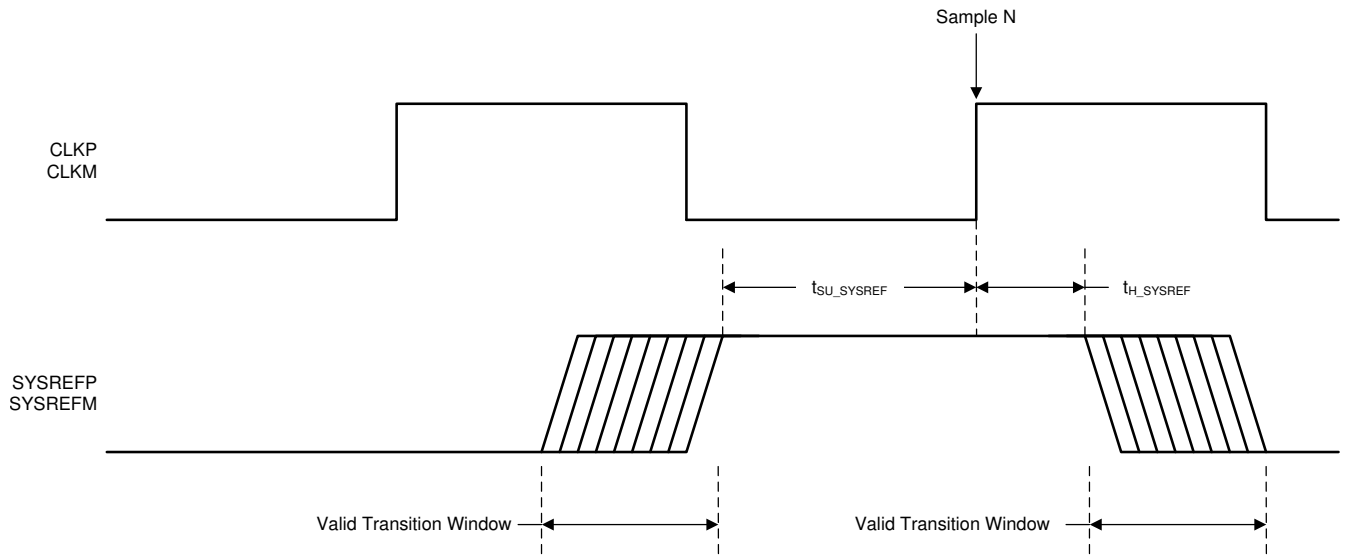 Sample N
CLKP
CLKM
tSU_SYSREF
tH_SYSREF
SYSREFP
SYSREFM
Valid Transition Window
Valid Transition Window